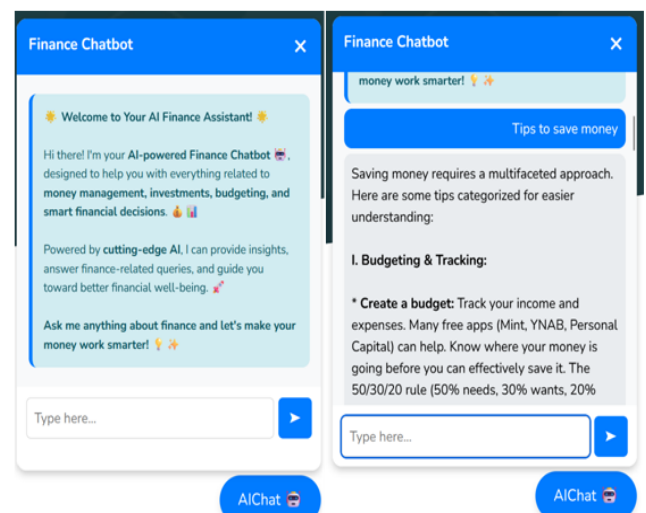 Finance Chatbot ×
🌟 Welcome to Your AI Finance Assistant! 🌟
Hi there! I'm your AI-powered Finance Chatbot 🤖,
designed to help you with everything related to
money management, investments, budgeting, and
smart financial decisions. 💰 📊
Powered by cutting-edge AI, I can provide insights,
answer finance-related queries, and guide you
toward better financial well-being. 🚀
Ask me anything about finance and let's make your
money work smarter! 💡 ✨
Type here...
➤
AIChat 🤖
Finance Chatbot ×
money work smarter! 💡 ✨
Tips to save money
Saving money requires a multifaceted approach.
Here are some tips categorized for easier
understanding:
I. Budgeting & Tracking:
* Create a budget: Track your income and
expenses. Many free apps (Mint, YNAB, Personal
Capital) can help. Know where your money is
going before you can effectively save it. The
50/30/20 rule (50% needs, 30% wants, 20%
Type here...
➤
AIChat 🤖